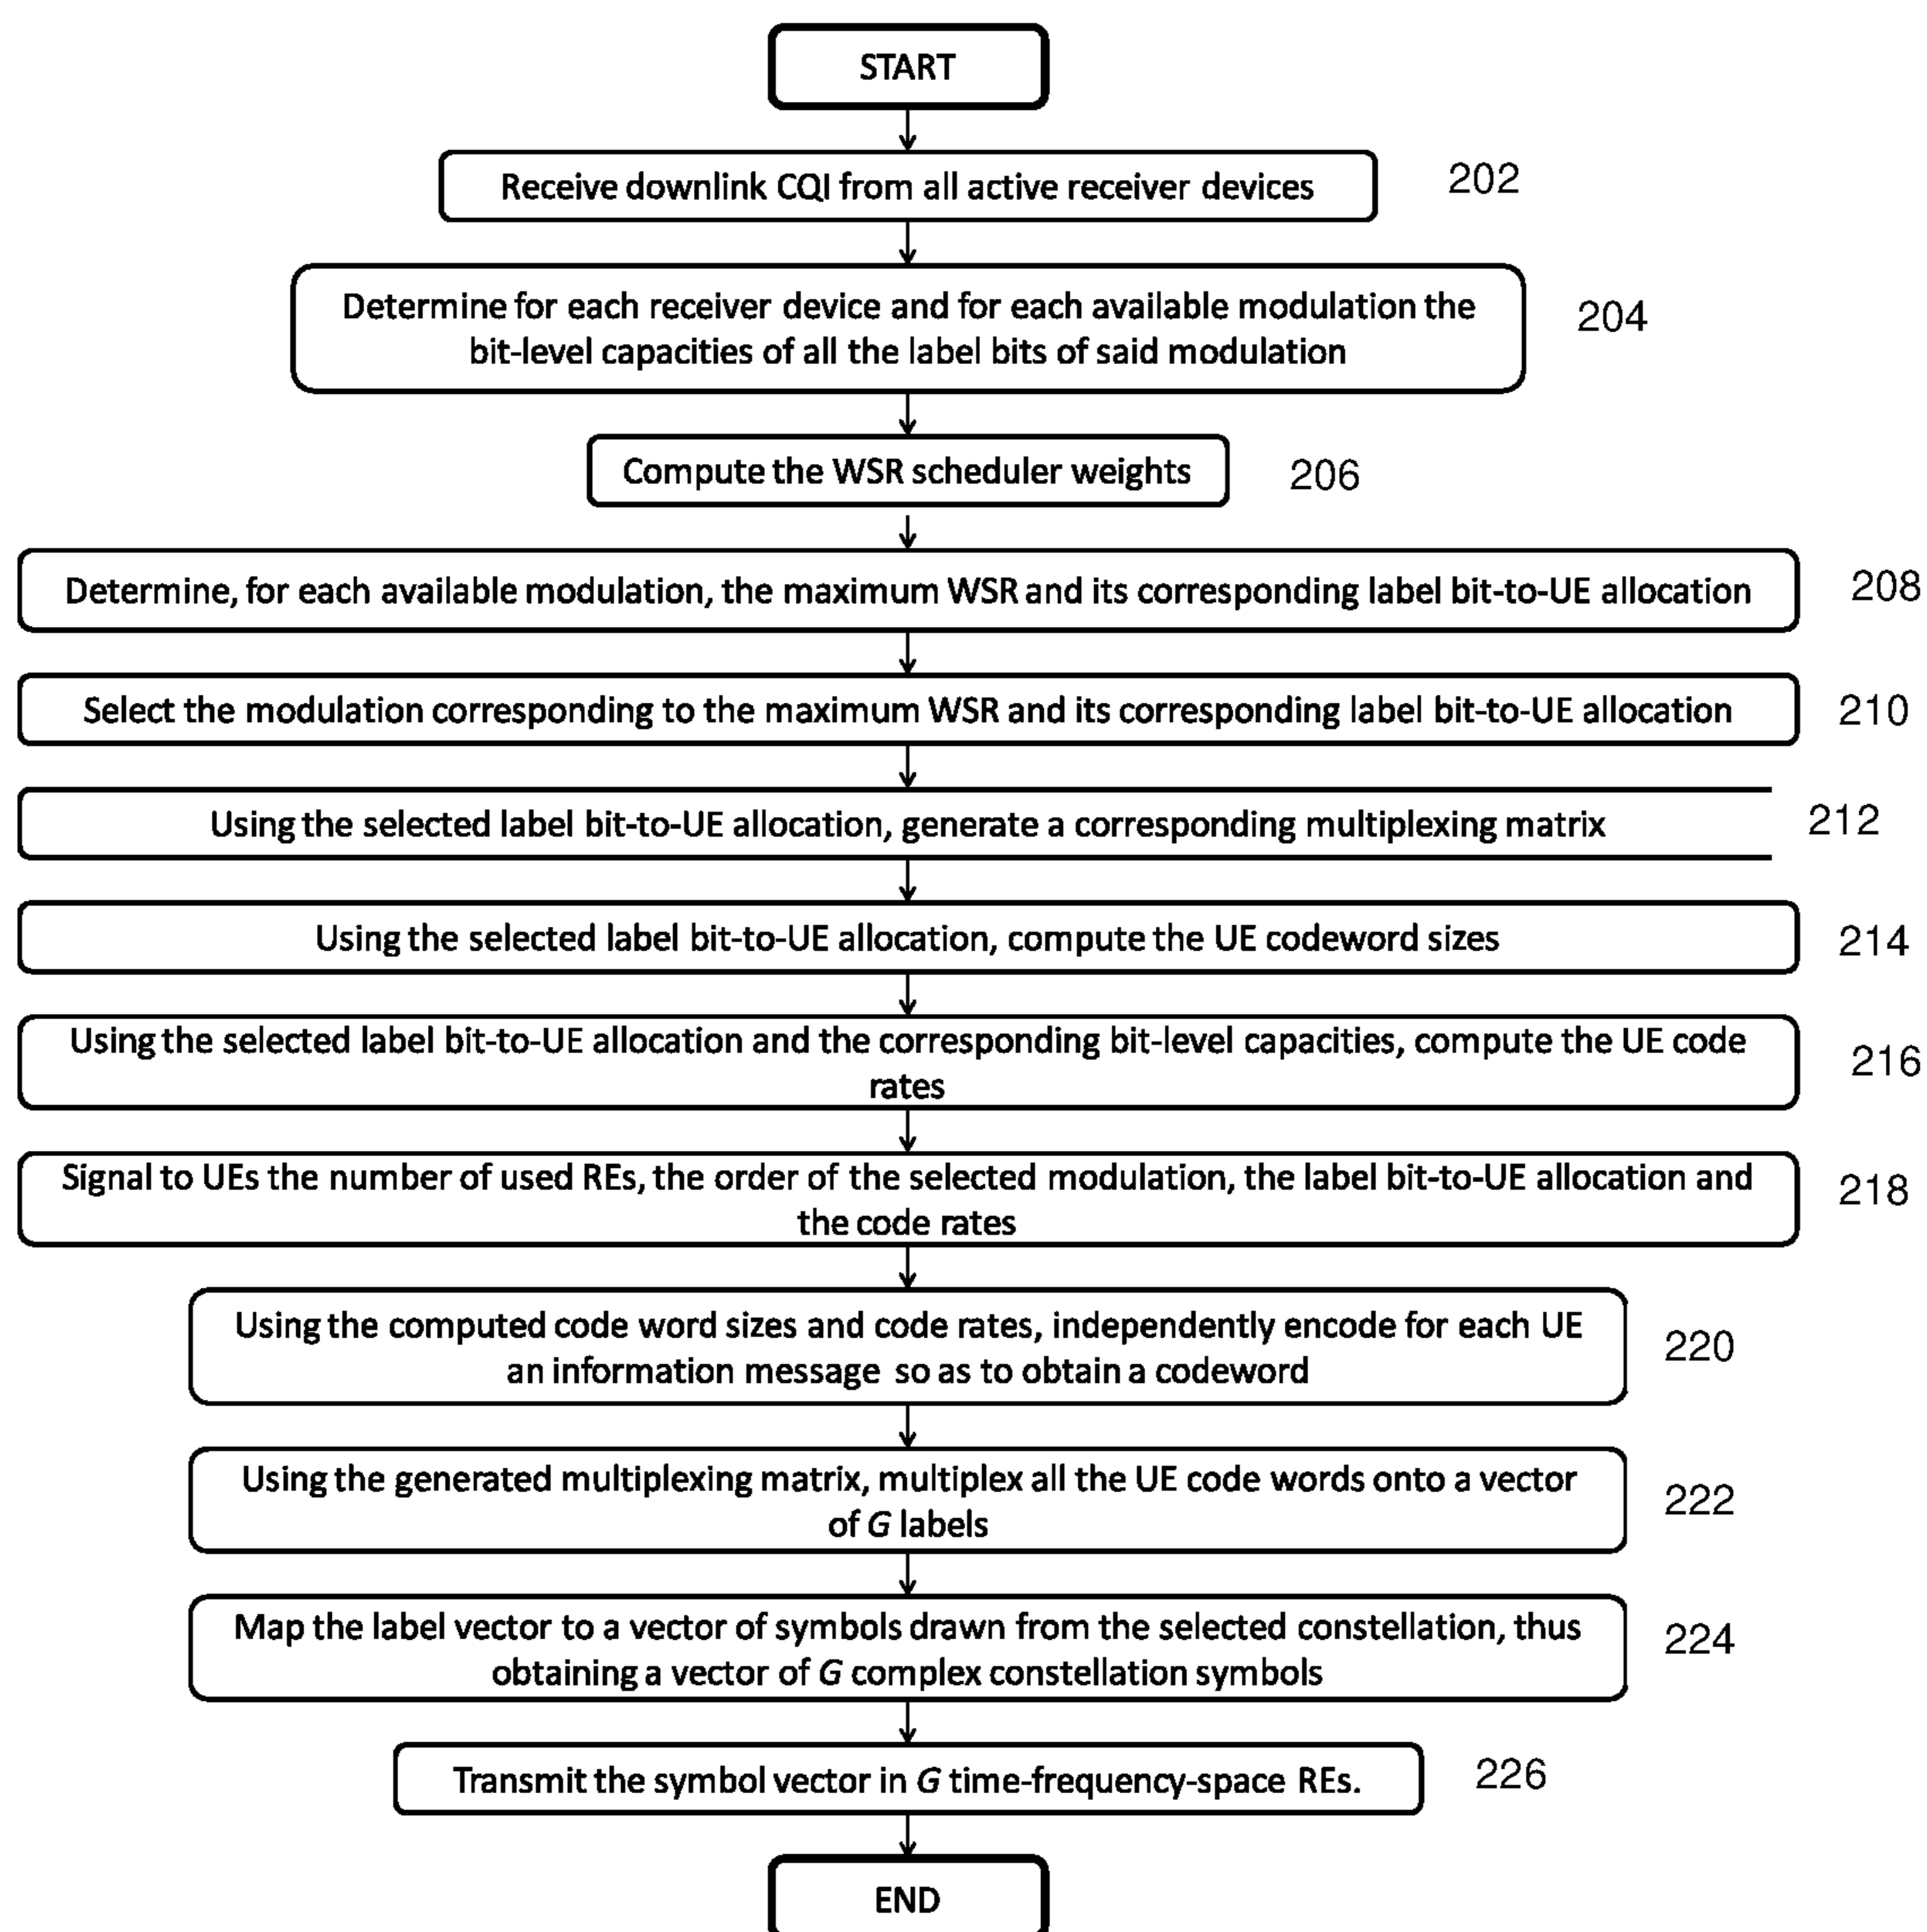 START
Receive downlink CQI from all active receiver devices
202
Determine for each receiver device and for each available modulation the
bit-level capacities of all the label bits of said modulation
204
Compute the WSR scheduler weights
206
Determine, for each available modulation, the maximum WSR and its corresponding label bit-to-UE allocation
208
Select the modulation corresponding to the maximum WSR and its corresponding label bit-to-UE allocation
210
Using the selected label bit-to-UE allocation, generate a corresponding multiplexing matrix
212
Using the selected label bit-to-UE allocation, compute the UE codeword sizes
214
Using the selected label bit-to-UE allocation and the corresponding bit-level capacities, compute the UE code
rates
216
Signal to UEs the number of used REs, the order of the selected modulation, the label bit-to-UE allocation and
the code rates
218
Using the computed code word sizes and code rates, independently encode for each UE
an information message so as to obtain a codeword
220
Using the generated multiplexing matrix, multiplex all the UE code words onto a vector
of G labels
222
Map the label vector to a vector of symbols drawn from the selected constellation, thus
obtaining a vector of G complex constellation symbols
224
Transmit the symbol vector in G time-frequency-space REs.
226
END